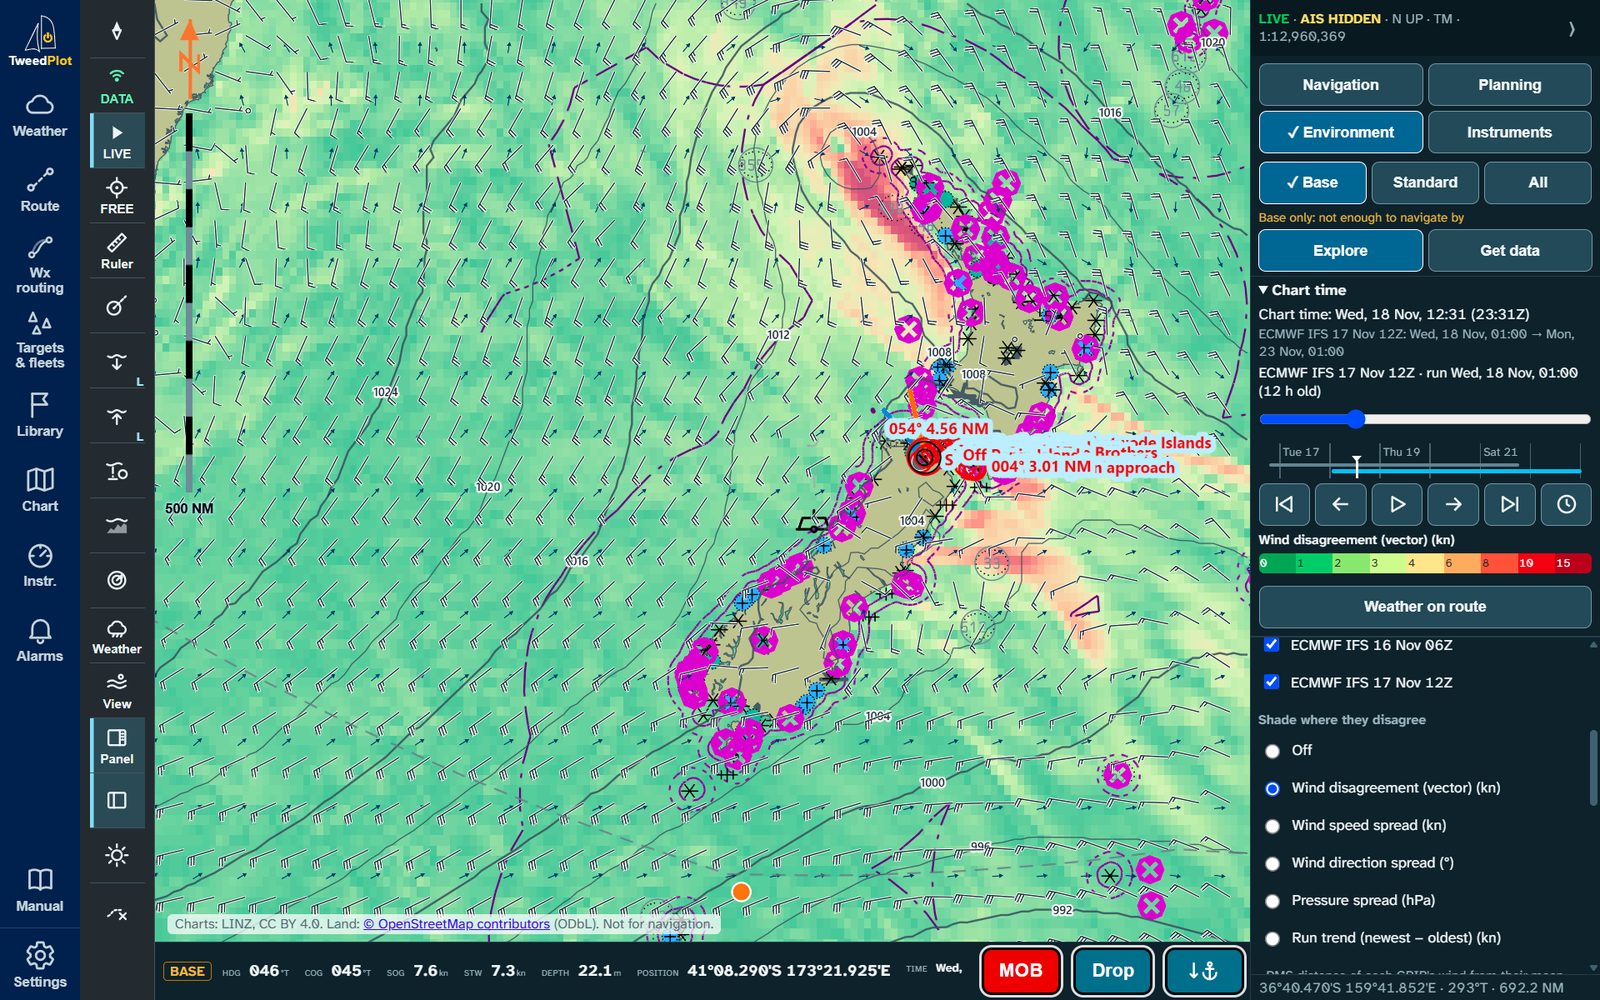 TweedPlot
Weather
Route
Wx
routing
Targets
& fleets
Library
Chart
Instr.
Alarms
Manual
Settings
DATA
LIVE
FREE
Ruler
L
L
Weather
View
Panel
N
500 NM
1004
1016
1020
1012
1008
1008
1024
1020
1016
1004
1004
1000
996
992
054° 4.56 NM
Brothers
004° 3.01 NM
n approach
Charts: LINZ, CC BY 4.0. Land: © OpenStreetMap contributors (ODbL). Not for navigation.
BASE HDG 046°T COG 045°T SOG 7.6kn STW 7.3kn DEPTH 22.1m POSITION 41°08.290'S 173°21.925'E TIME Wed,
MOB
Drop
LIVE · AIS HIDDEN · N UP · TM ·
1:12,960,369
Navigation
Planning
✓ Environment
Instruments
✓ Base
Standard
All
Base only: not enough to navigate by
Explore
Get data
▼ Chart time
Chart time: Wed, 18 Nov, 12:31 (23:31Z)
ECMWF IFS 17 Nov 12Z: Wed, 18 Nov, 01:00 → Mon,
23 Nov, 01:00
ECMWF IFS 17 Nov 12Z · run Wed, 18 Nov, 01:00
(12 h old)
Tue 17
Thu 19
Sat 21
Wind disagreement (vector) (kn)
0 1 2 3 4 6 8 10 15
Weather on route
ECMWF IFS 16 Nov 06Z
ECMWF IFS 17 Nov 12Z
Shade where they disagree
Off
Wind disagreement (vector) (kn)
Wind speed spread (kn)
Wind direction spread (°)
Pressure spread (hPa)
Run trend (newest – oldest) (kn)
36°40.470'S 159°41.852'E · 293°T · 692.2 NM